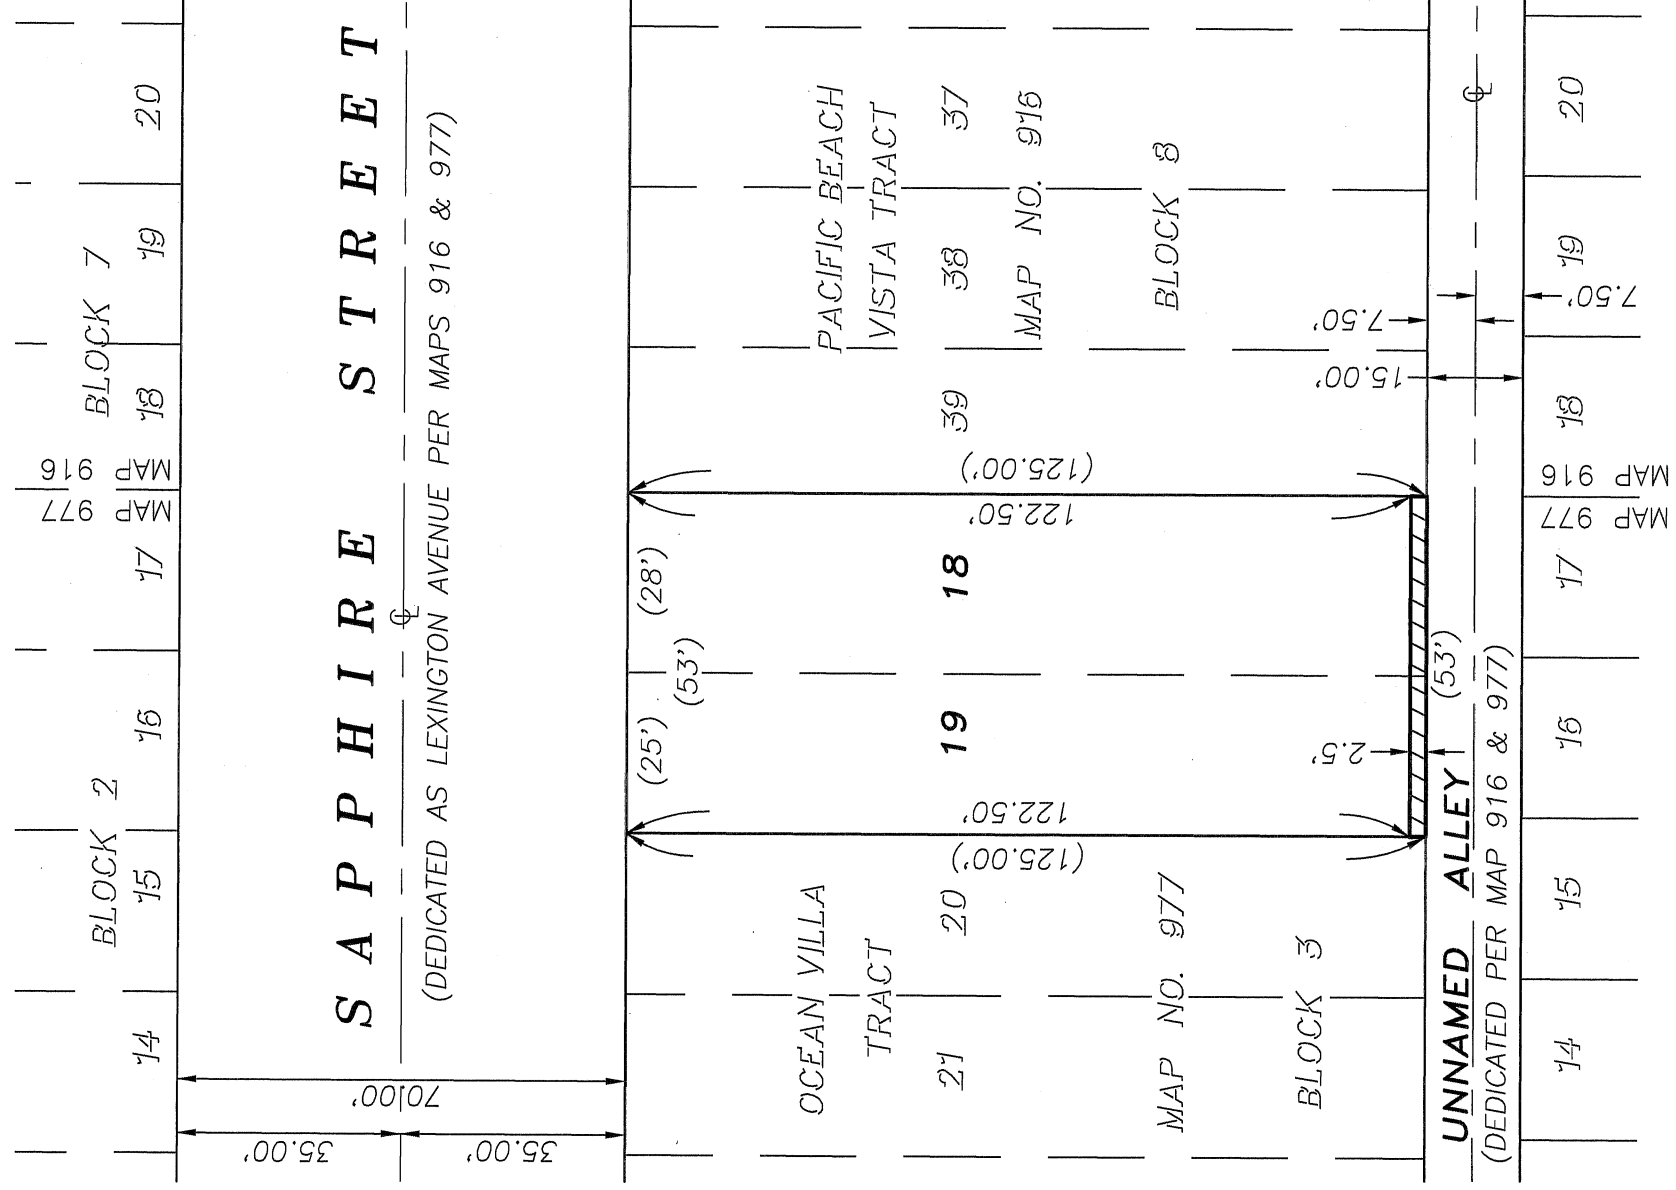 BLOCK 7
20
19
18
MAP 916
MAP 977
17
16
BLOCK 2
15
14
SAPPHIRE STREET
℄
(DEDICATED AS LEXINGTON AVENUE PER MAPS 916 & 977)
70.00'
35.00'
35.00'
PACIFIC BEACH
VISTA TRACT
37
38
39
MAP NO. 916
BLOCK 8
(125.00')
122.50'
(28')
(53')
(25')
18
19
122.50'
(125.00')
2.5'
(53')
OCEAN VILLA
TRACT
20
21
MAP NO. 977
BLOCK 3
℄
7.50'
7.50'
15.00'
UNNAMED ALLEY
(DEDICATED PER MAP 916 & 977)
20
19
18
MAP 916
MAP 977
17
16
15
14